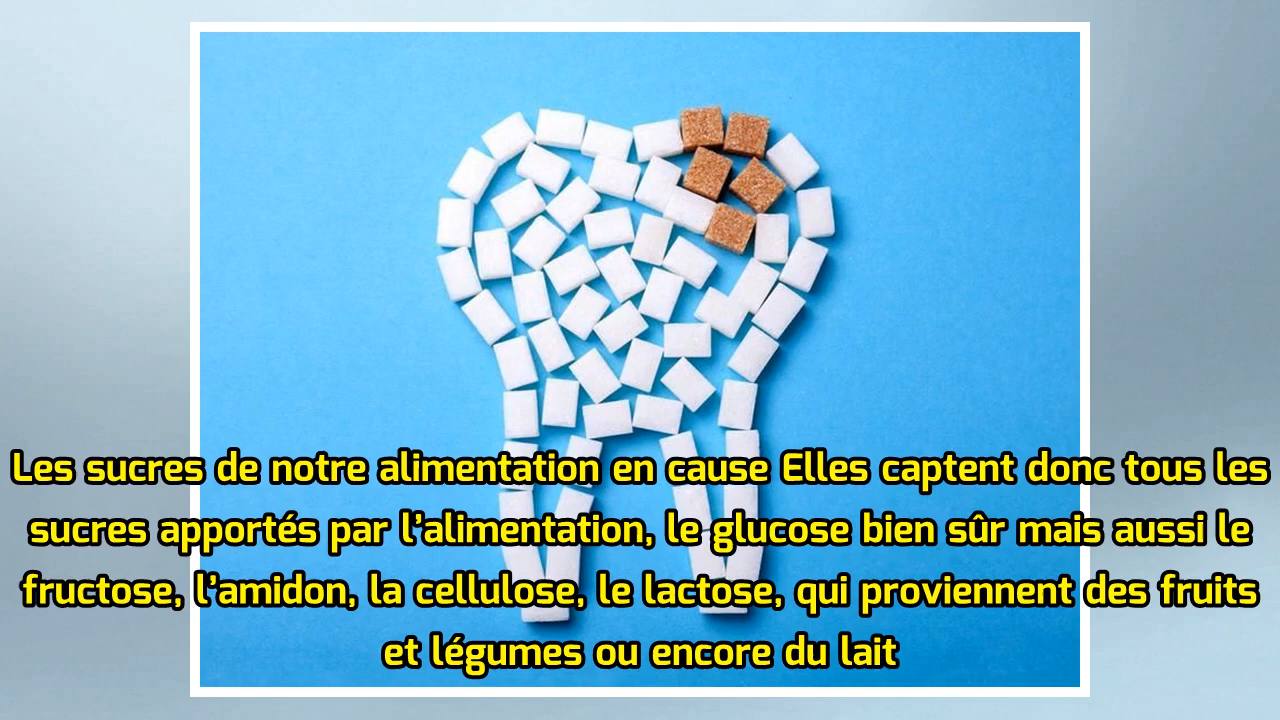 Les sucres de notre alimentation en cause Elles captent donc tous les
sucres apportés par l’alimentation, le glucose bien sûr mais aussi le
fructose, l’amidon, la cellulose, le lactose, qui proviennent des fruits
et légumes ou encore du lait